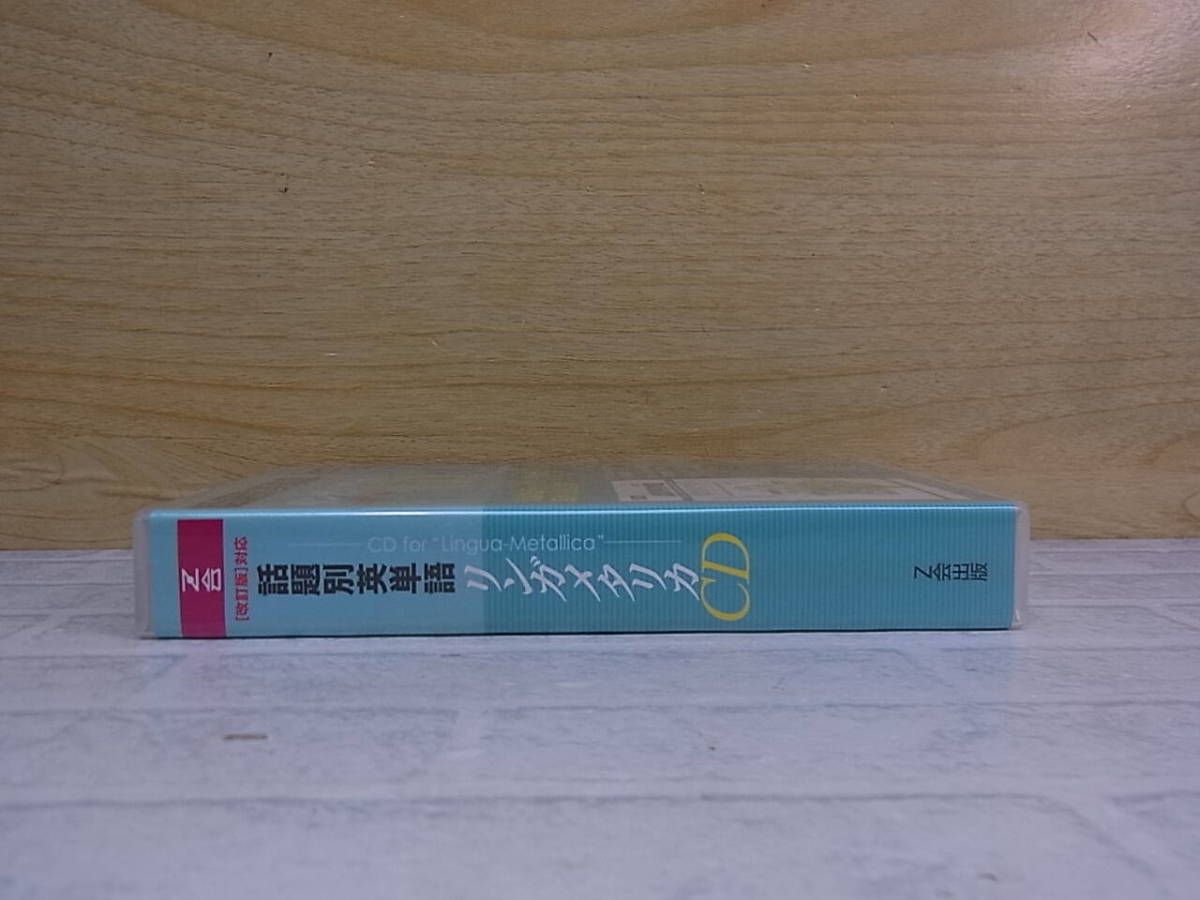 Z会
[改訂版]対応
CD for "Lingua-Metallica"
話題別英単語リンガメタリカCD
Z会出版